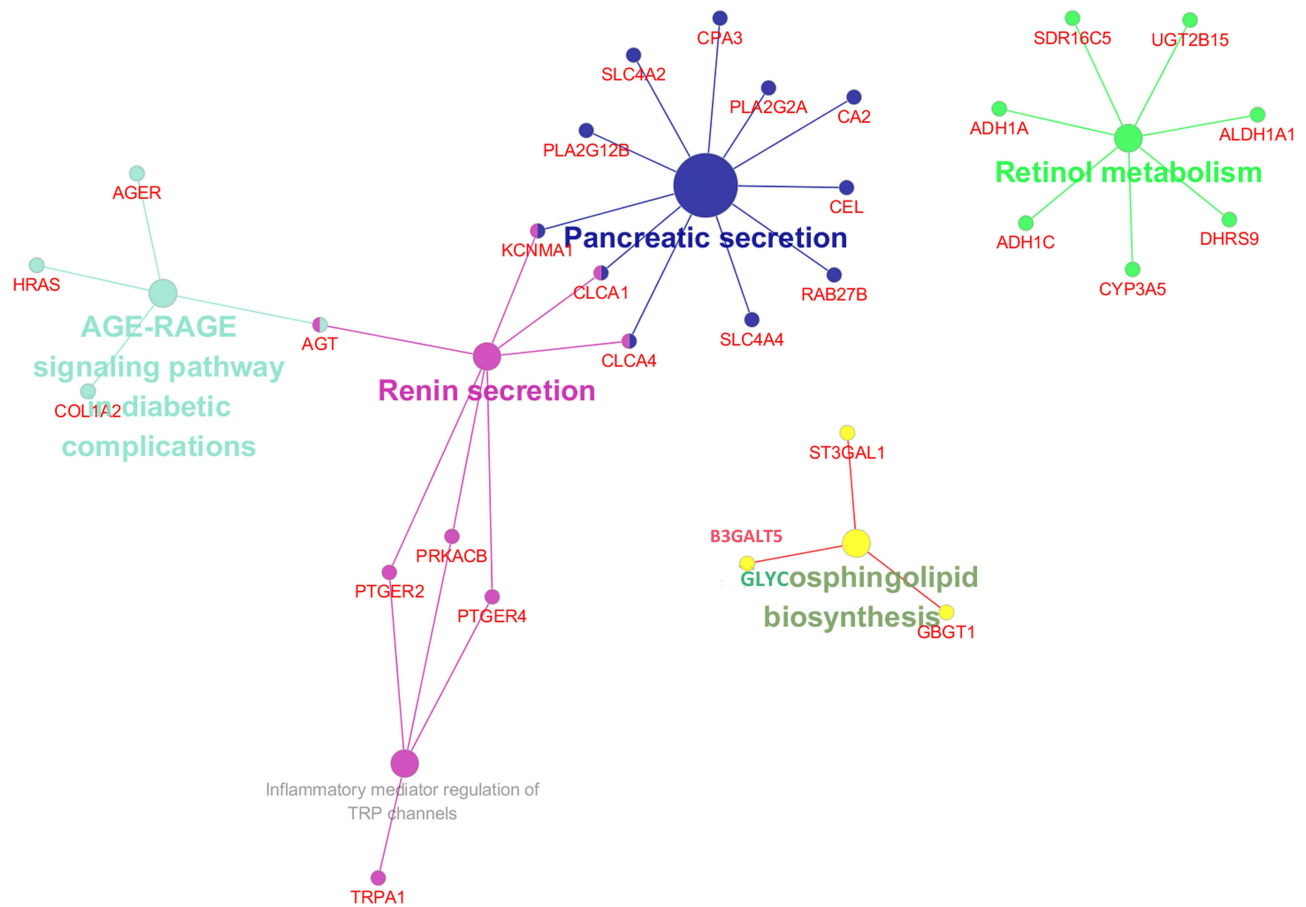 CPA3
SLC4A2
PLA2G2A
CA2
PLA2G12B
CEL
KCNMA1
Pancreatic secretion
CLCA1
RAB27B
SLC4A4
CLCA4
SDR16C5
UGT2B15
ADH1A
ALDH1A1
Retinol metabolism
ADH1C
DHRS9
CYP3A5
AGER
HRAS
AGE-RAGE
signaling pathway
in diabetic
complications
COL1A2
AGT
Renin secretion
PRKACB
PTGER2
PTGER4
Inflammatory mediator regulation of
TRP channels
TRPA1
ST3GAL1
B3GALT5
GLYCosphingolipid
biosynthesis
GBGT1